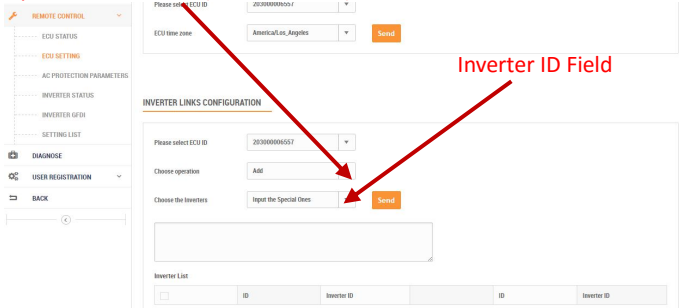 Please select ECU ID 203000006557
REMOTE CONTROL
ECU STATUS
ECU time zone America/Los_Angeles Send
ECU SETTING
Inverter ID Field
AC PROTECTION PARAMETERS
INVERTER STATUS
INVERTER LINKS CONFIGURATION
INVERTER GFDI
SETTING LIST
Please select ECU ID 203000006557
DIAGNOSE
Choose operation Add
USER REGISTRATION
BACK
Choose the Inverters Input the Special Ones Send
Inverter List
ID Inverter ID ID Inverter ID